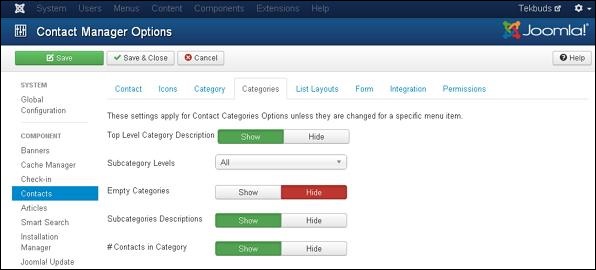 System Users Menus Content Components Extensions Help Tekbuds
Contact Manager Options Joomla!
Save Save & Close Cancel Help
SYSTEM
Global
Configuration
COMPONENT
Banners
Cache Manager
Check-in
Contacts
Articles
Smart Search
Installation
Manager
Joomla! Update
Contact Icons Category Categories List Layouts Form Integration Permissions
These settings apply for Contact Categories Options unless they are changed for a specific menu item.
Top Level Category Description Show Hide
Subcategory Levels All
Empty Categories Show Hide
Subcategories Descriptions Show Hide
# Contacts in Category Show Hide